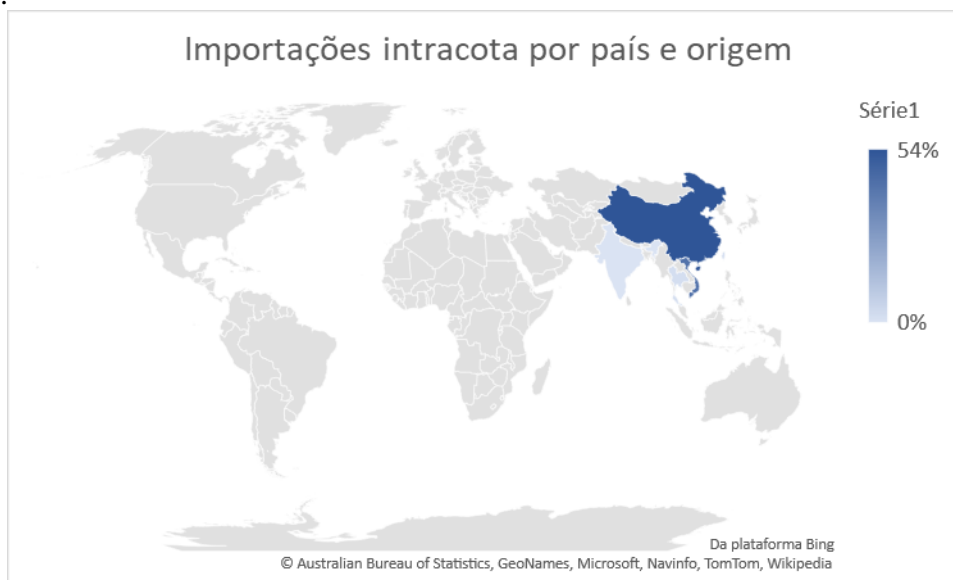 .
Importações intracota por país e origem
Série1
54%
0%
Da plataforma Bing
© Australian Bureau of Statistics, GeoNames, Microsoft, Navinfo, TomTom, Wikipedia